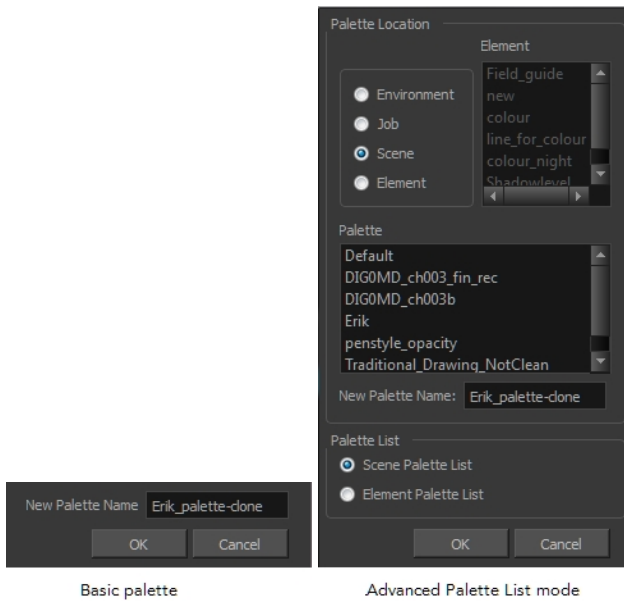 Palette Location
Element
Environment
Job
Scene
Element
Field_guide
new
colour
line_for_colour
colour_night
Shadowlevel
Palette
Default
DIG0MD_ch003_fin_rec
DIG0MD_ch003b
Erik
penstyle_opacity
Traditional_Drawing_NotClean
New Palette Name: Erik_palette-clone
Palette List
Scene Palette List
Element Palette List
OK Cancel
New Palette Name Erik_palette-clone
OK Cancel
Basic palette
Advanced Palette List mode